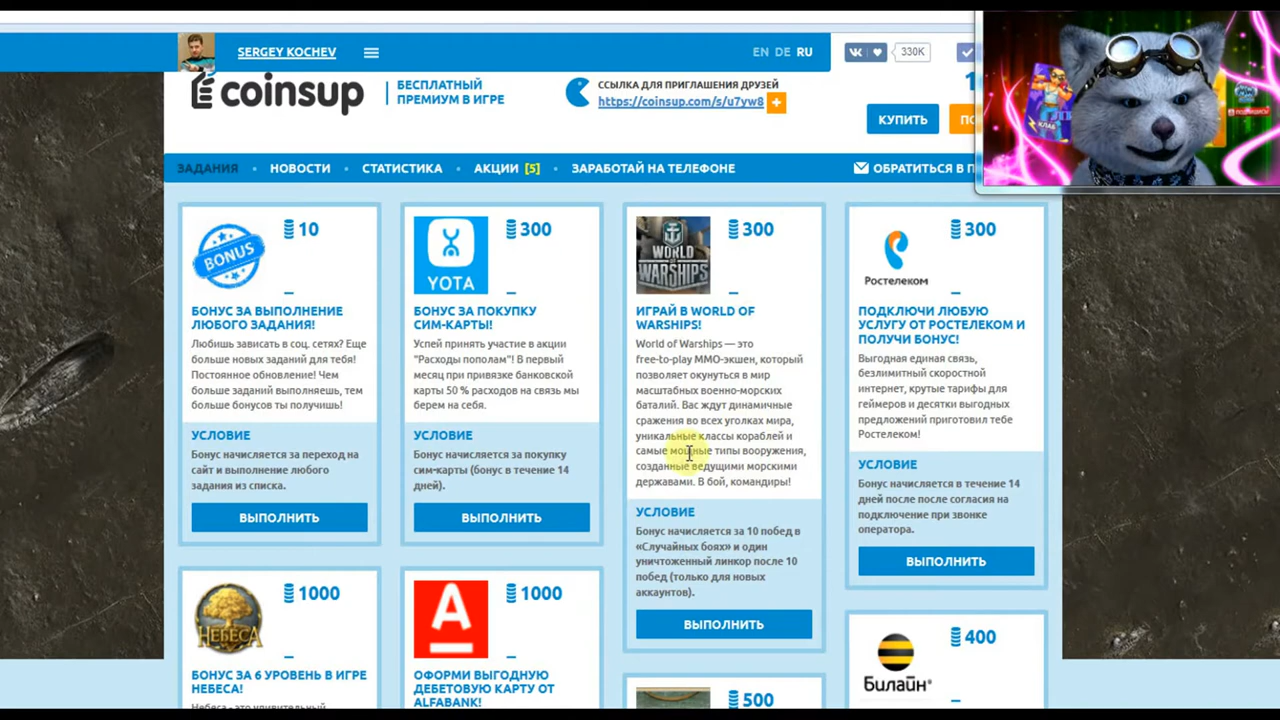 SERGEY KOCHEV
EN DE RU
330K
coinsup
БЕСПЛАТНЫЙ
ПРЕМИУМ В ИГРЕ
ССЫЛКА ДЛЯ ПРИГЛАШЕНИЯ ДРУЗЕЙ
https://coinsup.com/s/u7yw8 +
КУПИТЬ
ЗАДАНИЯ • НОВОСТИ • СТАТИСТИКА • АКЦИИ [5] • ЗАРАБОТАЙ НА ТЕЛЕФОНЕ
ОБРАТИТЬСЯ В П
КЛАБ
BONUS
10
БОНУС ЗА ВЫПОЛНЕНИЕ
ЛЮБОГО ЗАДАНИЯ!
Любишь зависать в соц. сетях? Еще
больше новых заданий для тебя!
Постоянное обновление! Чем
больше заданий выполняешь, тем
больше бонусов ты получишь!
УСЛОВИЕ
Бонус начисляется за переход на
сайт и выполнение любого
задания из списка.
ВЫПОЛНИТЬ
YOTA
300
БОНУС ЗА ПОКУПКУ
СИМ-КАРТЫ!
Успей принять участие в акции
"Расходы пополам"! В первый
месяц при привязке банковской
карты 50 % расходов на связь мы
берем на себя.
УСЛОВИЕ
Бонус начисляется за покупку
сим-карты (бонус в течение 14
дней).
ВЫПОЛНИТЬ
WORLD
OF
WARSHIPS
300
ИГРАЙ В WORLD OF
WARSHIPS!
World of Warships — это
free-to-play ММО-экшен, который
позволяет окунуться в мир
масштабных военно-морских
баталий. Вас ждут динамичные
сражения во всех уголках мира,
уникальные классы кораблей и
самые мощные типы вооружения,
созданные ведущими морскими
державами. В бой, командиры!
УСЛОВИЕ
Бонус начисляется за 10 побед в
«Случайных боях» и один
уничтоженный линкор после 10
побед (только для новых
аккаунтов).
ВЫПОЛНИТЬ
Ростелеком
300
ПОДКЛЮЧИ ЛЮБУЮ
УСЛУГУ ОТ РОСТЕЛЕКОМ И
ПОЛУЧИ БОНУС!
Выгодная единая связь,
безлимитный скоростной
интернет, крутые тарифы для
геймеров и десятки выгодных
предложений приготовил тебе
Ростелеком!
УСЛОВИЕ
Бонус начисляется в течение 14
дней после после согласия на
подключение при звонке
оператора.
ВЫПОЛНИТЬ
НЕБЕСА
1000
БОНУС ЗА 6 УРОВЕНЬ В ИГРЕ
НЕБЕСА!
Небеса - это удивительный
А
1000
ОФОРМИ ВЫГОДНУЮ
ДЕБЕТОВУЮ КАРТУ ОТ
ALFABANK!
500
Билайн
400